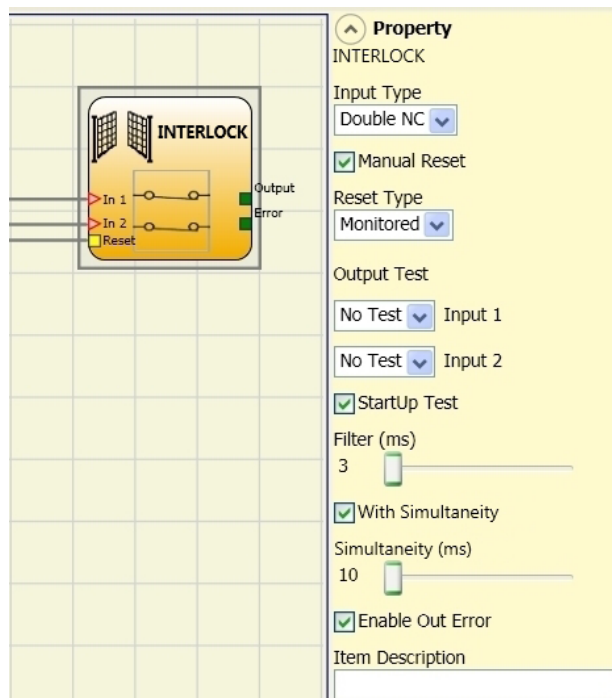 INTERLOCK
In 1
In 2
Reset
Output
Error
Property
INTERLOCK
Input Type
Double NC
Manual Reset
Reset Type
Monitored
Output Test
No Test Input 1
No Test Input 2
StartUp Test
Filter (ms)
3
With Simultaneity
Simultaneity (ms)
10
Enable Out Error
Item Description